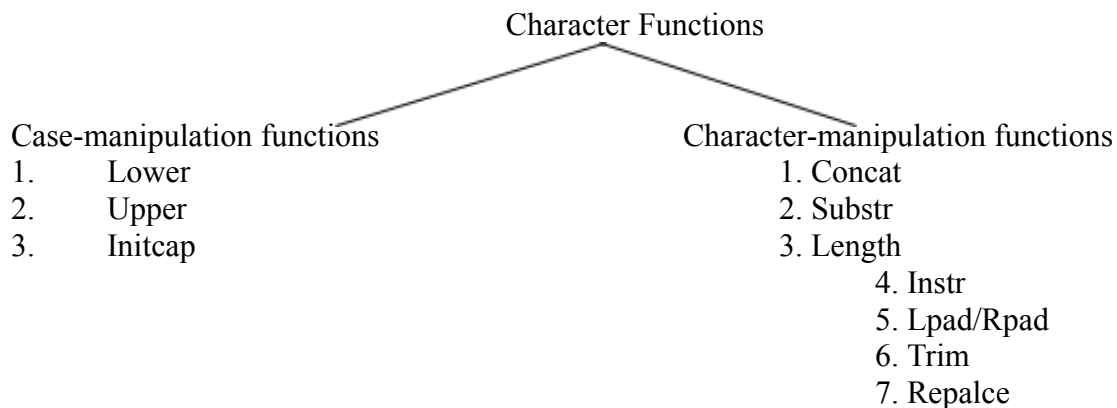 Character Functions
Case-manipulation functions
1. Lower
2. Upper
3. Initcap
Character-manipulation functions
1. Concat
2. Substr
3. Length
4. Instr
5. Lpad/Rpad
6. Trim
7. Repalce